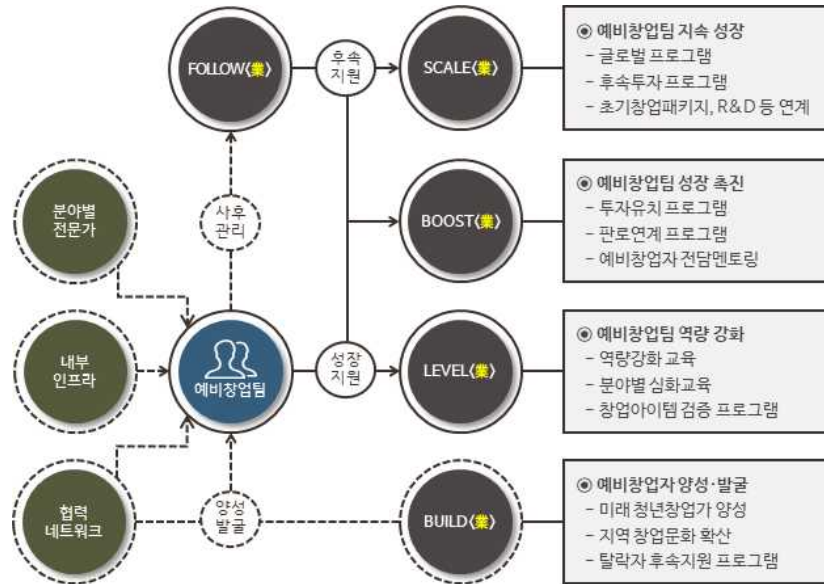 FOLLOW〈業〉
후속
지원
SCALE〈業〉
◉ 예비창업팀 지속 성장
- 글로벌 프로그램
- 후속투자 프로그램
- 초기창업패키지, R&D 등 연계
분야별
전문가
사후
관리
BOOST〈業〉
◉ 예비창업팀 성장 촉진
- 투자유치 프로그램
- 판로연계 프로그램
- 예비창업자 전담멘토링
내부
인프라
예비창업팀
성장
지원
LEVEL〈業〉
◉ 예비창업팀 역량 강화
- 역량강화 교육
- 분야별 심화교육
- 창업아이템 검증 프로그램
협력
네트워크
양성
발굴
BUILD〈業〉
◉ 예비창업자 양성·발굴
- 미래 청년창업가 양성
- 지역 창업문화 확산
- 탈락자 후속지원 프로그램